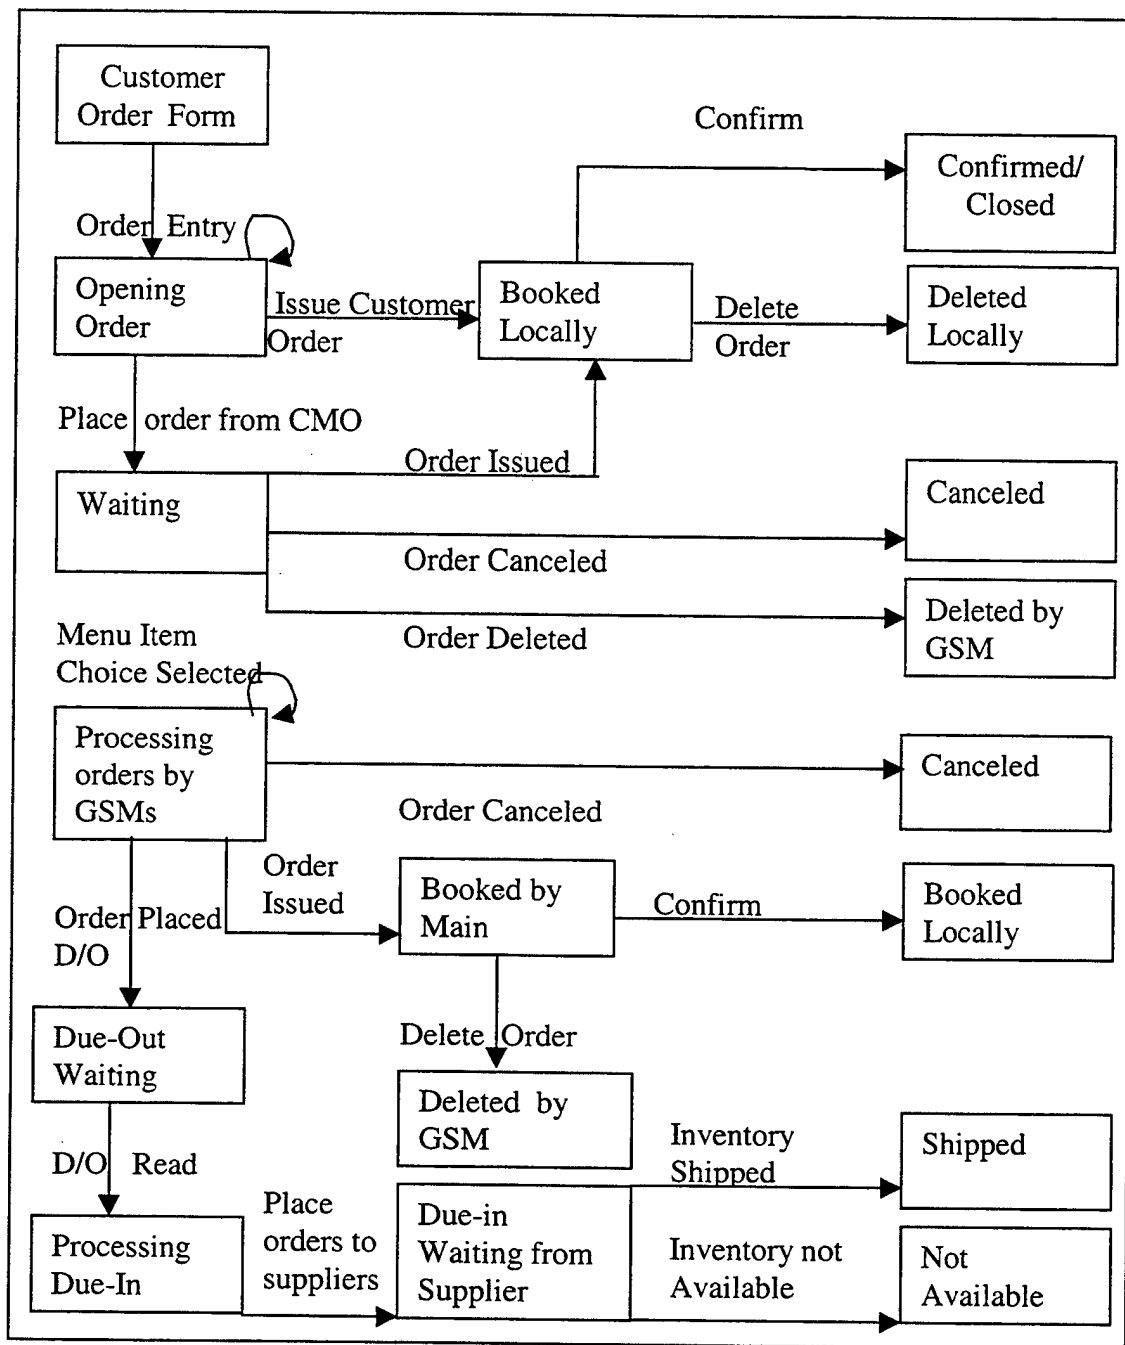 Customer
Order Form
Order Entry
Opening
Order
Issue Customer
Order
Booked
Locally
Confirm
Confirmed/
Closed
Delete
Order
Deleted
Locally
Place order from CMO
Waiting
Order Issued
Canceled
Order Canceled
Deleted by
GSM
Order Deleted
Menu Item
Choice Selected
Processing
orders by
GSMs
Canceled
Order Canceled
Order
Issued
Booked by
Main
Confirm
Booked
Locally
Order Placed
D/O
Due-Out
Waiting
Delete Order
Deleted by
GSM
D/O Read
Processing
Due-In
Place
orders to
suppliers
Due-in
Waiting from
Supplier
Inventory
Shipped
Shipped
Inventory not
Available
Not
Available